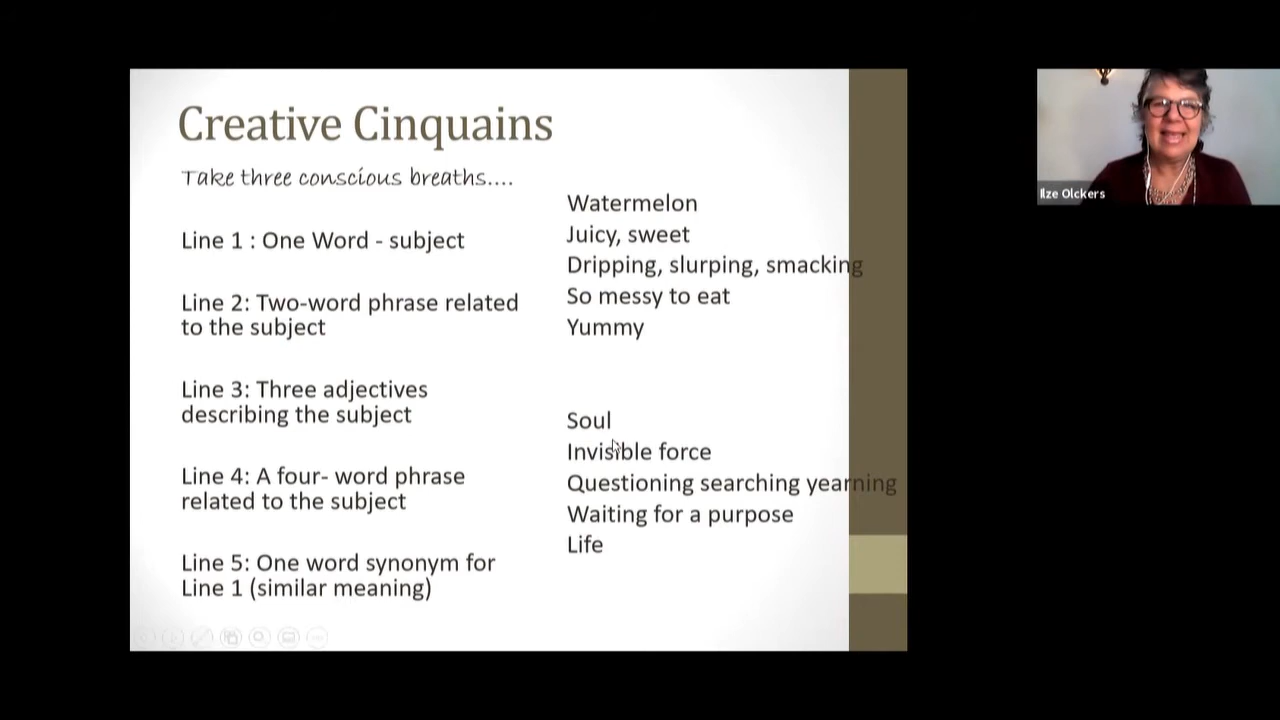 Creative Cinquains
Take three conscious breaths....
Line 1 : One Word - subject
Line 2: Two-word phrase related
to the subject
Line 3: Three adjectives
describing the subject
Line 4: A four- word phrase
related to the subject
Line 5: One word synonym for
Line 1 (similar meaning)
Watermelon
Juicy, sweet
Dripping, slurping, smacking
So messy to eat
Yummy
Soul
Invisible force
Questioning searching yearning
Waiting for a purpose
Life
Ilze Olckers